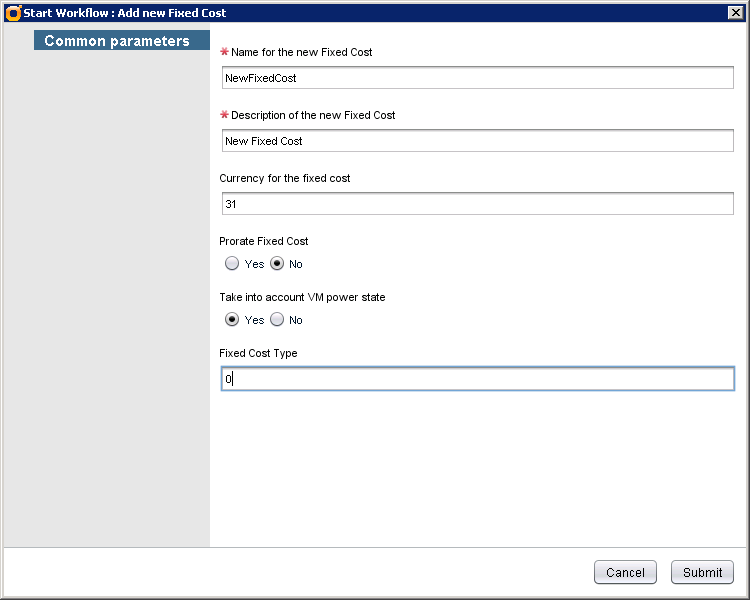 Start Workflow : Add new Fixed Cost
Common parameters
* Name for the new Fixed Cost
NewFixedCost
* Description of the new Fixed Cost
New Fixed Cost
Currency for the fixed cost
31
Prorate Fixed Cost
Yes No
Take into account VM power state
Yes No
Fixed Cost Type
0
Cancel Submit